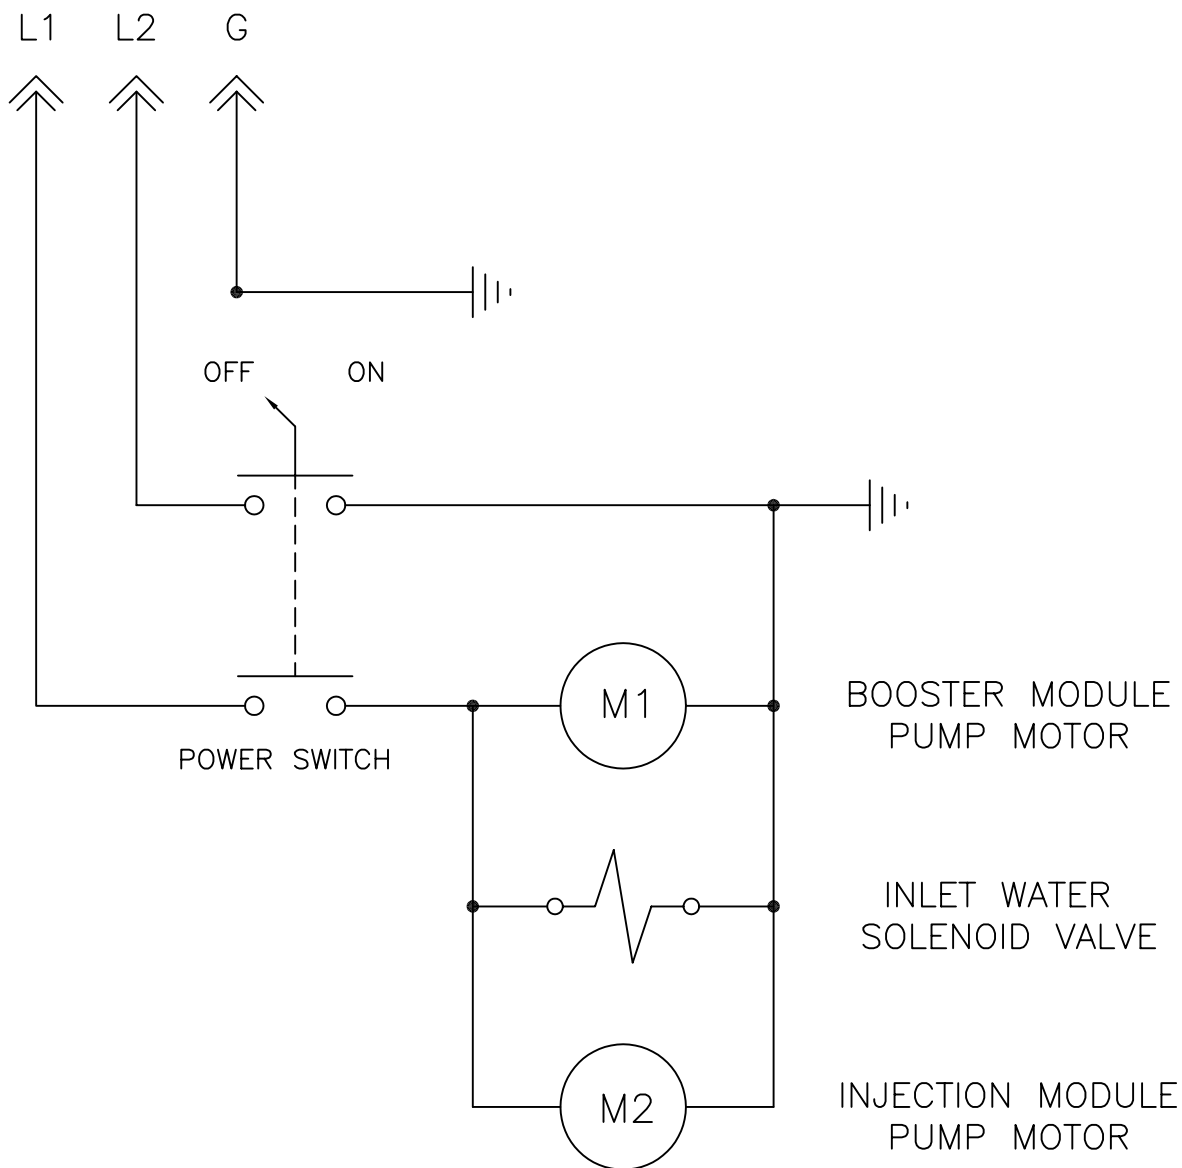 L1 L2 G
OFF ON
POWER SWITCH
M1
BOOSTER MODULE
PUMP MOTOR
INLET WATER
SOLENOID VALVE
M2
INJECTION MODULE
PUMP MOTOR